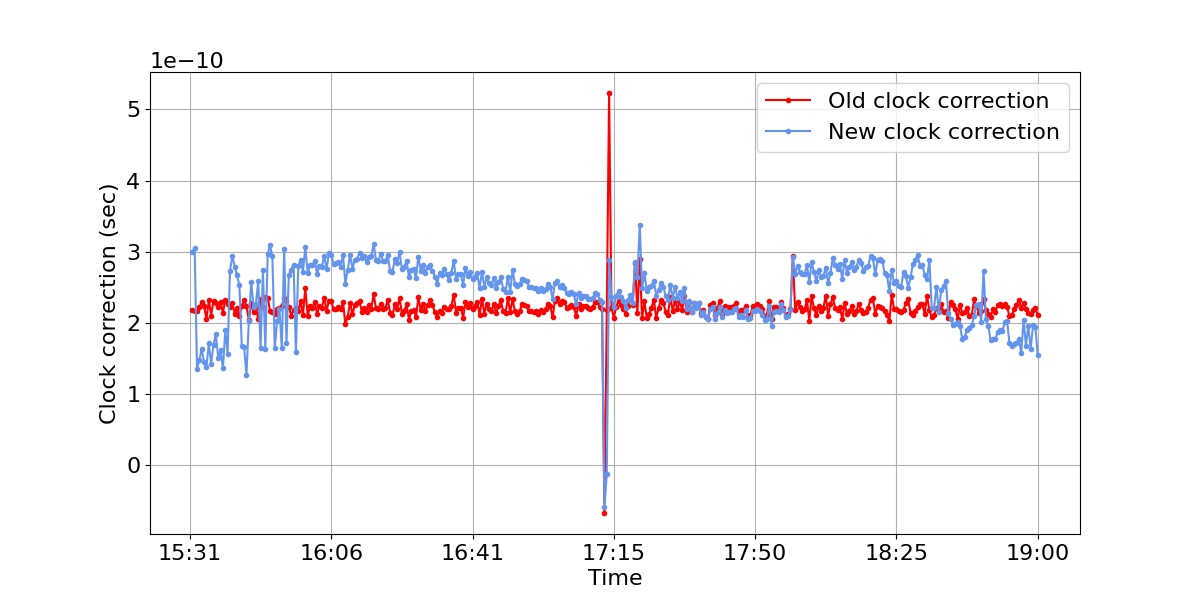 1e−10
Clock correction (sec)
5
4
3
2
1
0
Old clock correction
New clock correction
15:31 16:06 16:41 17:15 17:50 18:25 19:00
Time